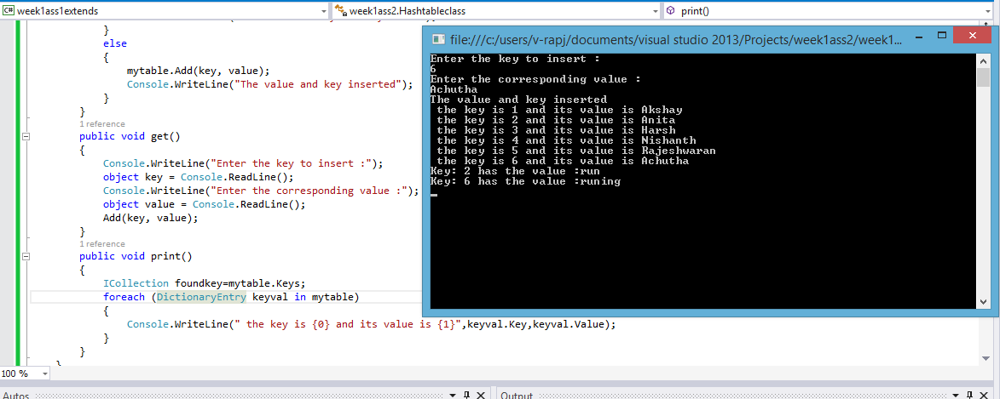 week1ass1extends
week1ass2.Hashtableclass
print()
}
else
{
mytable.Add(key, value);
Console.WriteLine("The value and key inserted");
}
}
1 reference
public void get()
{
Console.WriteLine("Enter the key to insert :");
object key = Console.ReadLine();
Console.WriteLine("Enter the corresponding value :");
object value = Console.ReadLine();
Add(key, value);
}
1 reference
public void print()
{
ICollection foundkey=mytable.Keys;
foreach (DictionaryEntry keyval in mytable)
{
Console.WriteLine(" the key is {0} and its value is {1}",keyval.Key,keyval.Value);
}
}
}
100 %
Autos
Output
file:///c:/users/v-rapj/documents/visual studio 2013/Projects/week1ass2/week1...
Enter the key to insert :
6
Enter the corresponding value :
Achutha
The value and key inserted
the key is 1 and its value is Akshay
the key is 2 and its value is Anita
the key is 3 and its value is Harsh
the key is 4 and its value is Nishanth
the key is 5 and its value is Rajeshwaran
the key is 6 and its value is Achutha
Key: 2 has the value :run
Key: 6 has the value :runing